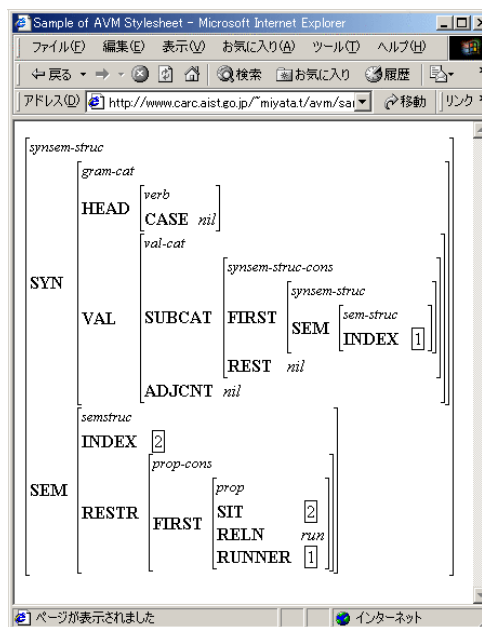 Sample of AVM Stylesheet - Microsoft Internet Explorer
ファイル(F) 編集(E) 表示(V) お気に入り(A) ツール(T) ヘルプ(H)
戻る 検索 お気に入り 履歴
アドレス(D) http://www.carc.aist.go.jp/~miyata.t/avm/sa 移動 リンク
synsem-struc
gram-cat
HEAD
verb
CASE nil
SYN
VAL
val-cat
SUBCAT
synsem-struc-cons
FIRST
synsem-struc
SEM
sem-struc
INDEX 1
REST nil
ADJCNT nil
SEM
semstruc
INDEX 2
RESTR
prop-cons
FIRST
prop
SIT 2
RELN run
RUNNER 1
ページが表示されました インターネット